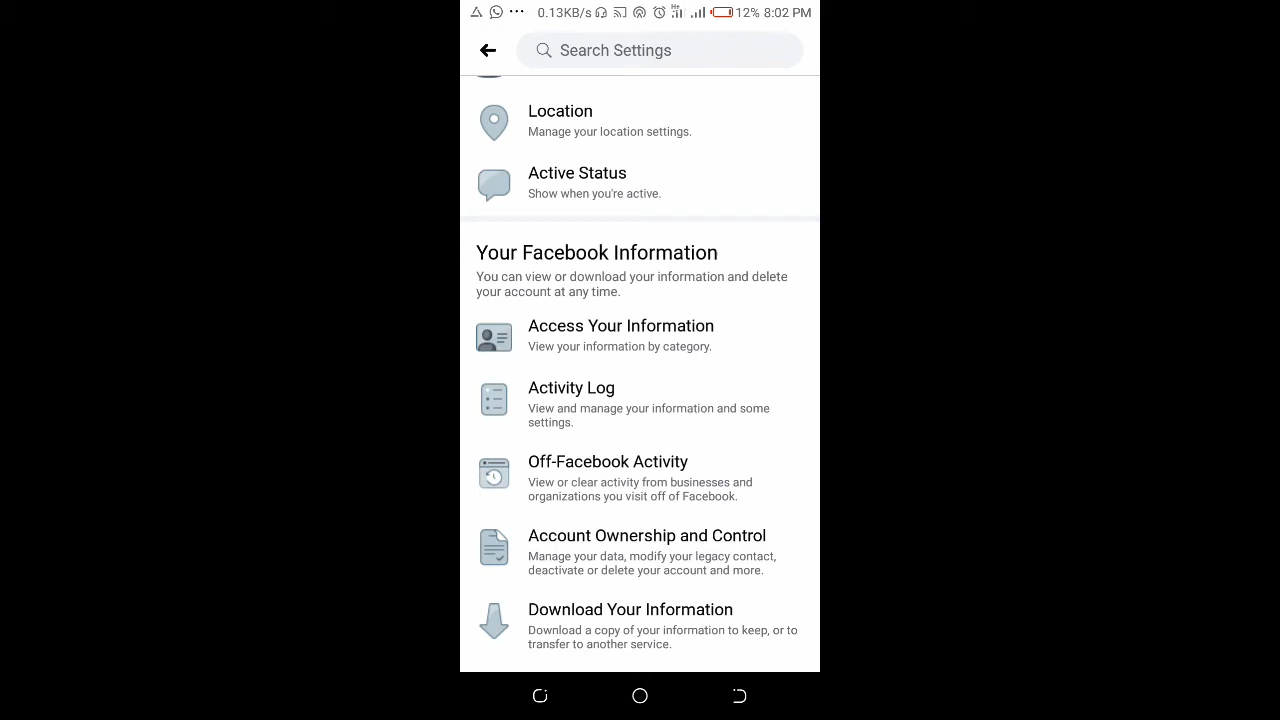 0.13KB/s H+ 12% 8:02 PM
Search Settings
Location
Manage your location settings.
Active Status
Show when you're active.
Your Facebook Information
You can view or download your information and delete
your account at any time.
Access Your Information
View your information by category.
Activity Log
View and manage your information and some
settings.
Off-Facebook Activity
View or clear activity from businesses and
organizations you visit off of Facebook.
Account Ownership and Control
Manage your data, modify your legacy contact,
deactivate or delete your account and more.
Download Your Information
Download a copy of your information to keep, or to
transfer to another service.